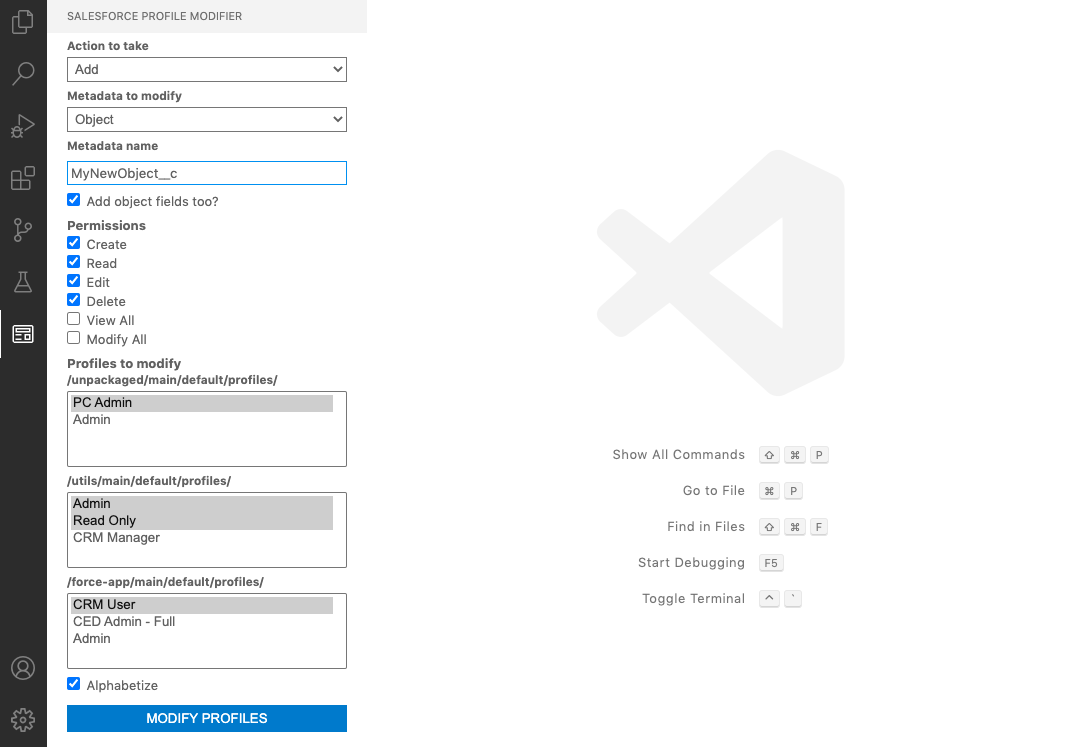 SALESFORCE PROFILE MODIFIER
Action to take
Add
Metadata to modify
Object
Metadata name
MyNewObject__c
Add object fields too?
Permissions
Create
Read
Edit
Delete
View All
Modify All
Profiles to modify
/unpackaged/main/default/profiles/
PC Admin
Admin
/utils/main/default/profiles/
Admin
Read Only
CRM Manager
/force-app/main/default/profiles/
CRM User
CED Admin - Full
Admin
Alphabetize
MODIFY PROFILES
Show All Commands ⇧ ⌘ P
Go to File ⌘ P
Find in Files ⇧ ⌘ F
Start Debugging F5
Toggle Terminal ^ `